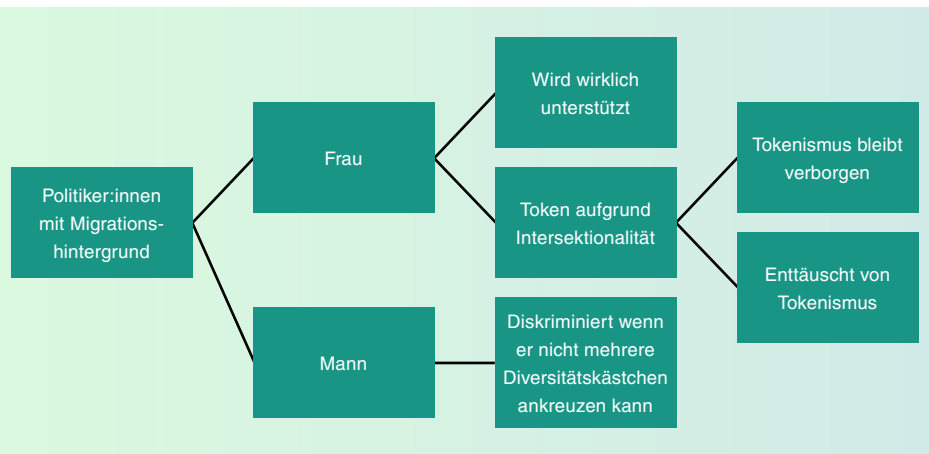 Politiker:innen
mit Migrations-
hintergrund
Frau
Wird wirklich
unterstützt
Token aufgrund
Intersektionalität
Tokenismus bleibt
verborgen
Enttäuscht von
Tokenismus
Mann
Diskriminiert wenn
er nicht mehrere
Diversitätskästchen
ankreuzen kann